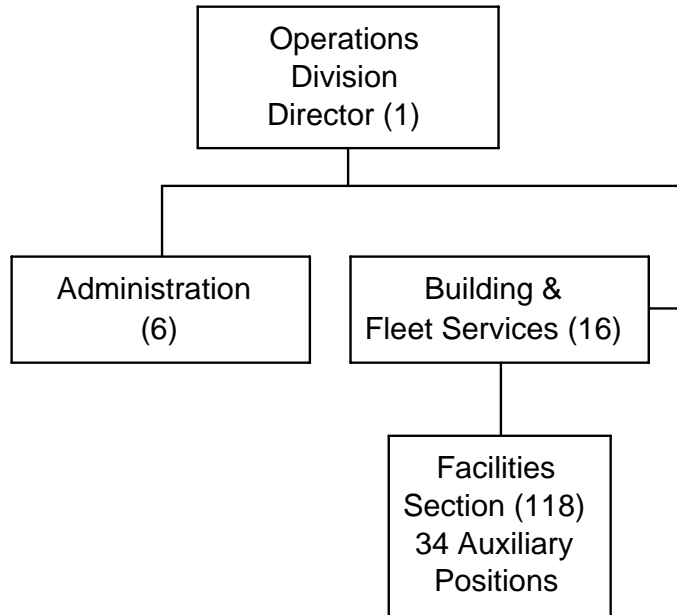 Operations
Division
Director (1)
Administration
(6)
Building &
Fleet Services (16)
Facilities
Section (118)
34 Auxiliary
Positions